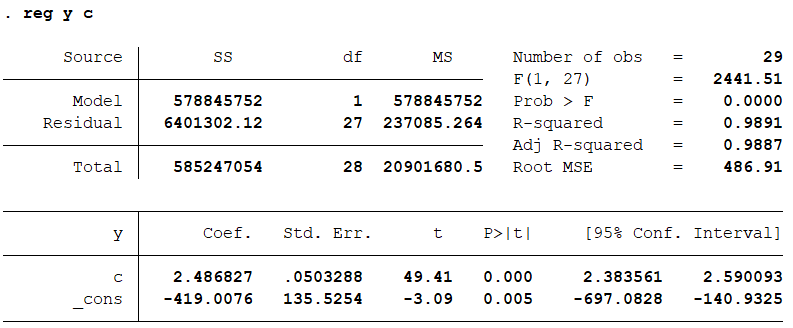 . reg y c
Source SS df MS Number of obs = 29
F(1, 27) = 2441.51
Model 578845752 1 578845752 Prob > F = 0.0000
Residual 6401302.12 27 237085.264 R-squared = 0.9891
Adj R-squared = 0.9887
Total 585247054 28 20901680.5 Root MSE = 486.91
y Coef. Std. Err. t P>|t| [95% Conf. Interval]
c 2.486827 .0503288 49.41 0.000 2.383561 2.590093
_cons -419.0076 135.5254 -3.09 0.005 -697.0828 -140.9325